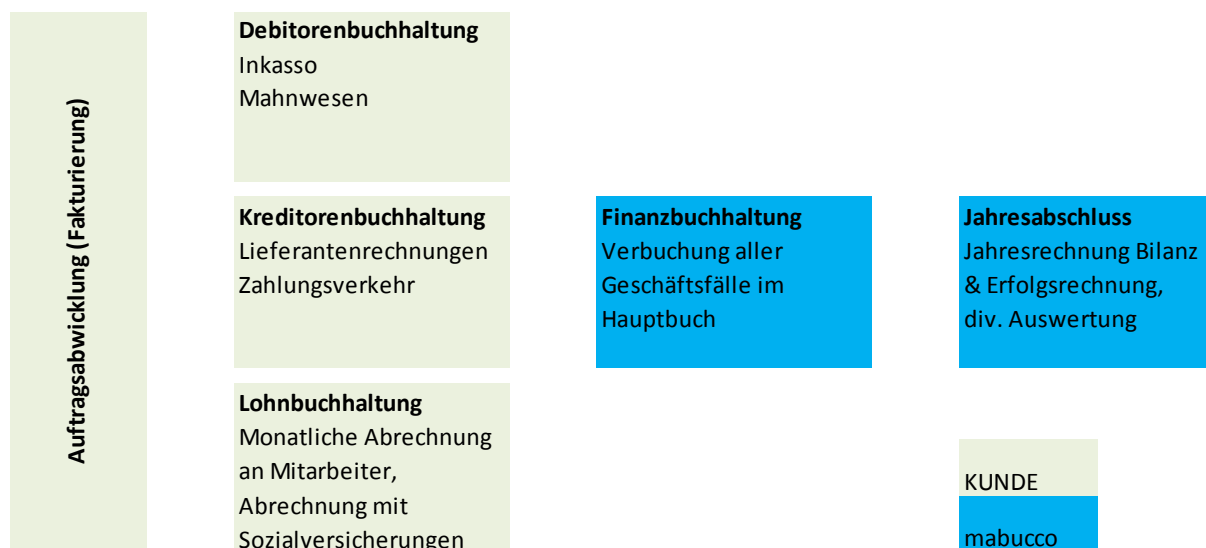 Auftragsabwicklung (Fakturierung)
Debitorenbuchhaltung
Inkasso
Mahnwesen
Kreditorenbuchhaltung
Lieferantenrechnungen
Zahlungsverkehr
Finanzbuchhaltung
Verbuchung aller
Geschäftsfälle im
Hauptbuch
Jahresabschluss
Jahresrechnung Bilanz
& Erfolgsrechnung,
div. Auswertung
Lohnbuchhaltung
Monatliche Abrechnung
an Mitarbeiter,
Abrechnung mit
Sozialversicherungen
KUNDE
mabucco